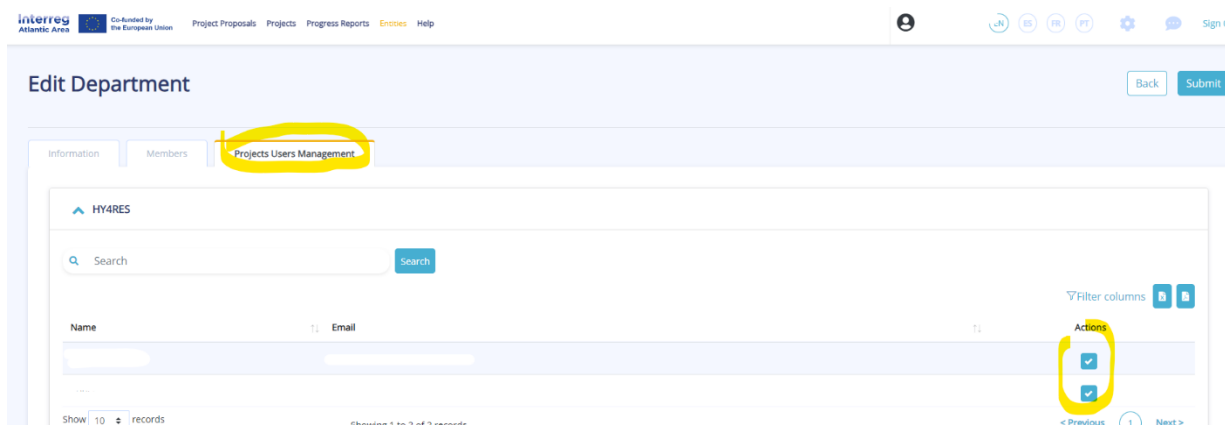 Interreg
Atlantic Area
Co-funded by
the European Union
Project Proposals Projects Progress Reports Entities Help
EN ES FR PT
Sign
Edit Department
Back Submit
Information Members Projects Users Management
HY4RES
Search Search
Filter columns
Name Email Actions
Show 10 records Showing 1 to 2 of 2 records < Previous 1 Next >